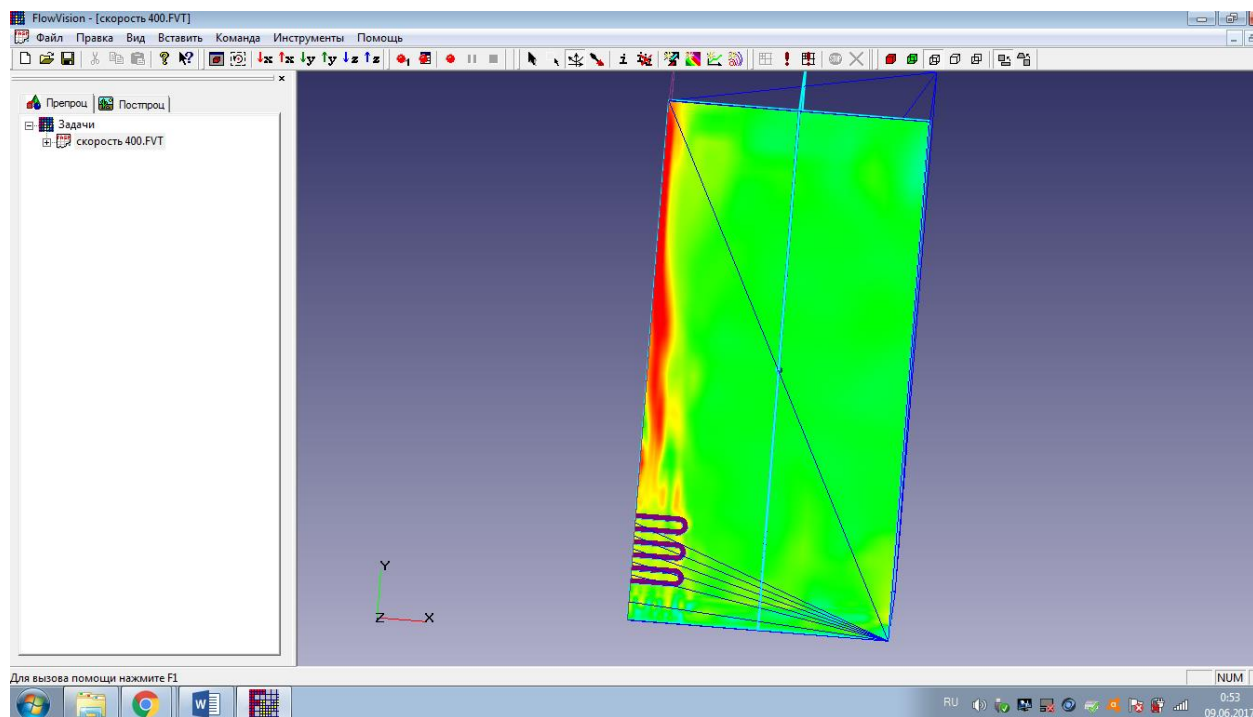 FlowVision - [скорость 400.FVT]
Файл Правка Вид Вставить Команда Инструменты Помощь
x x y y z z
Препроц Постпроц
Задачи
скорость 400.FVT
Y
Z X
Для вызова помощи нажмите F1
NUM
RU 0:53
09.06.2017